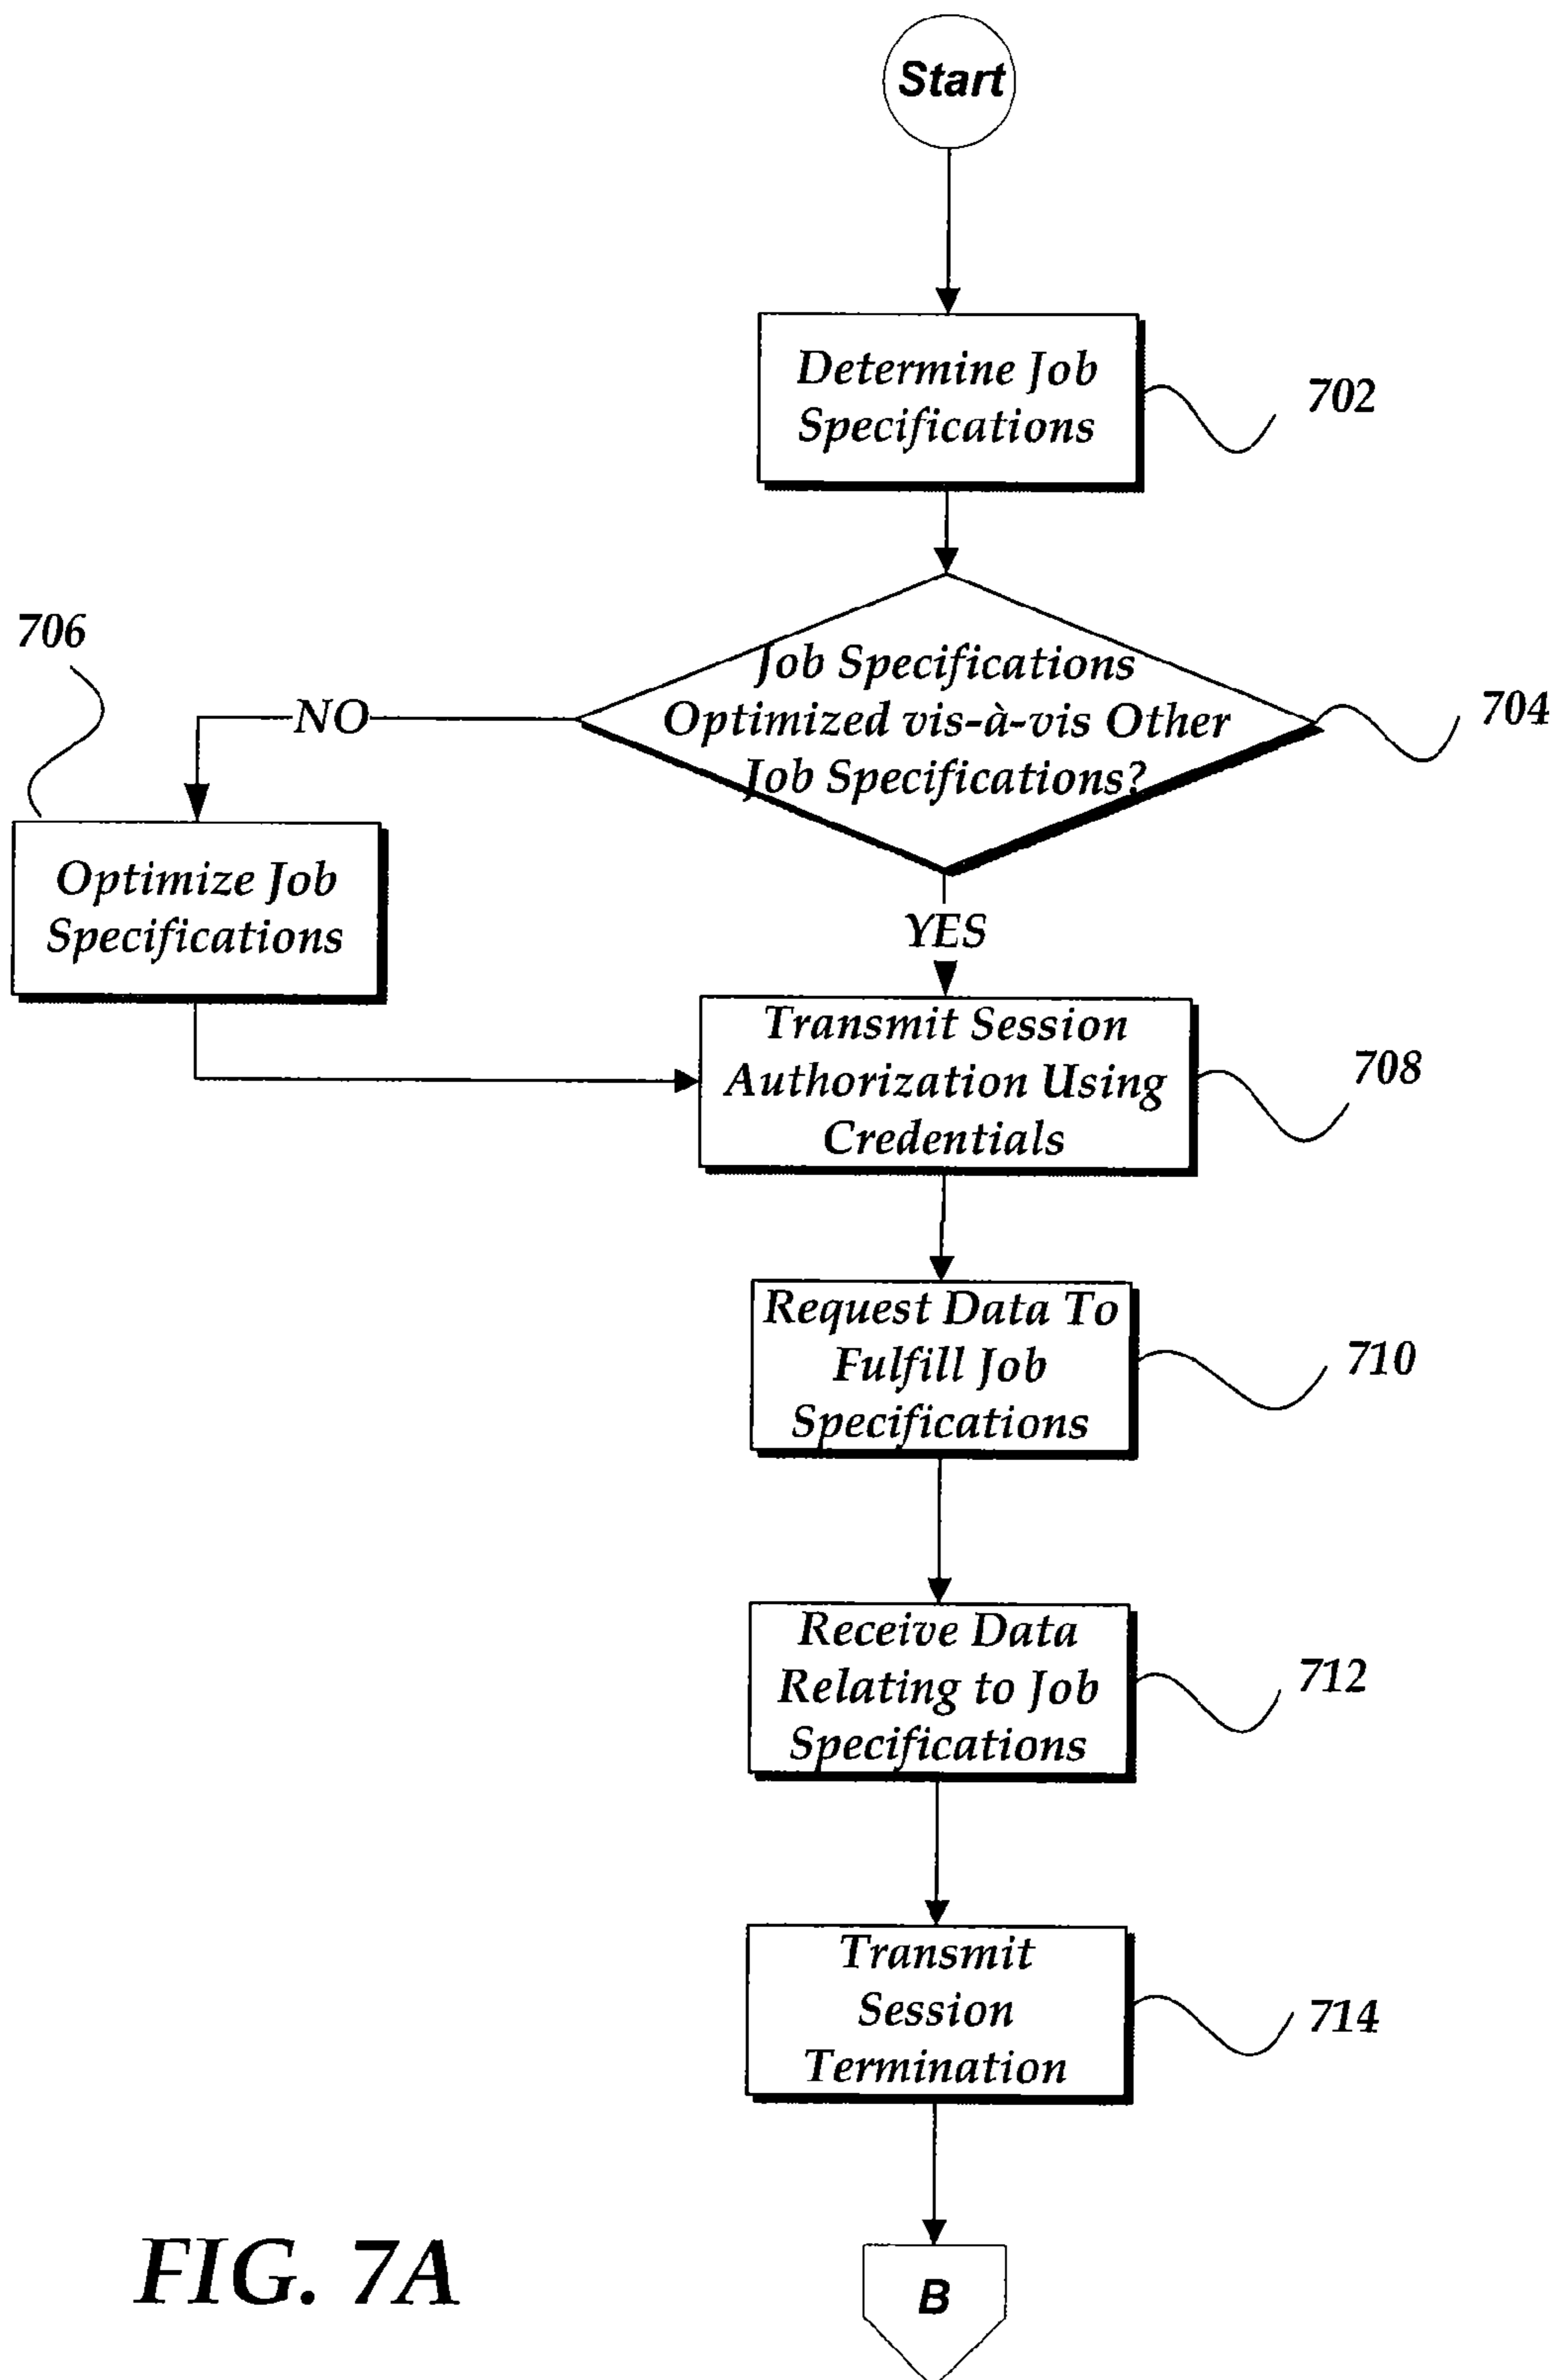 Start
Determine Job
Specifications
702
706
Job Specifications
Optimized vis-à-vis Other
Job Specifications?
704
NO
Optimize Job
Specifications
YES
Transmit Session
Authorization Using
Credentials
708
Request Data To
Fulfill Job
Specifications
710
Receive Data
Relating to Job
Specifications
712
Transmit
Session
Termination
714
FIG. 7A
B